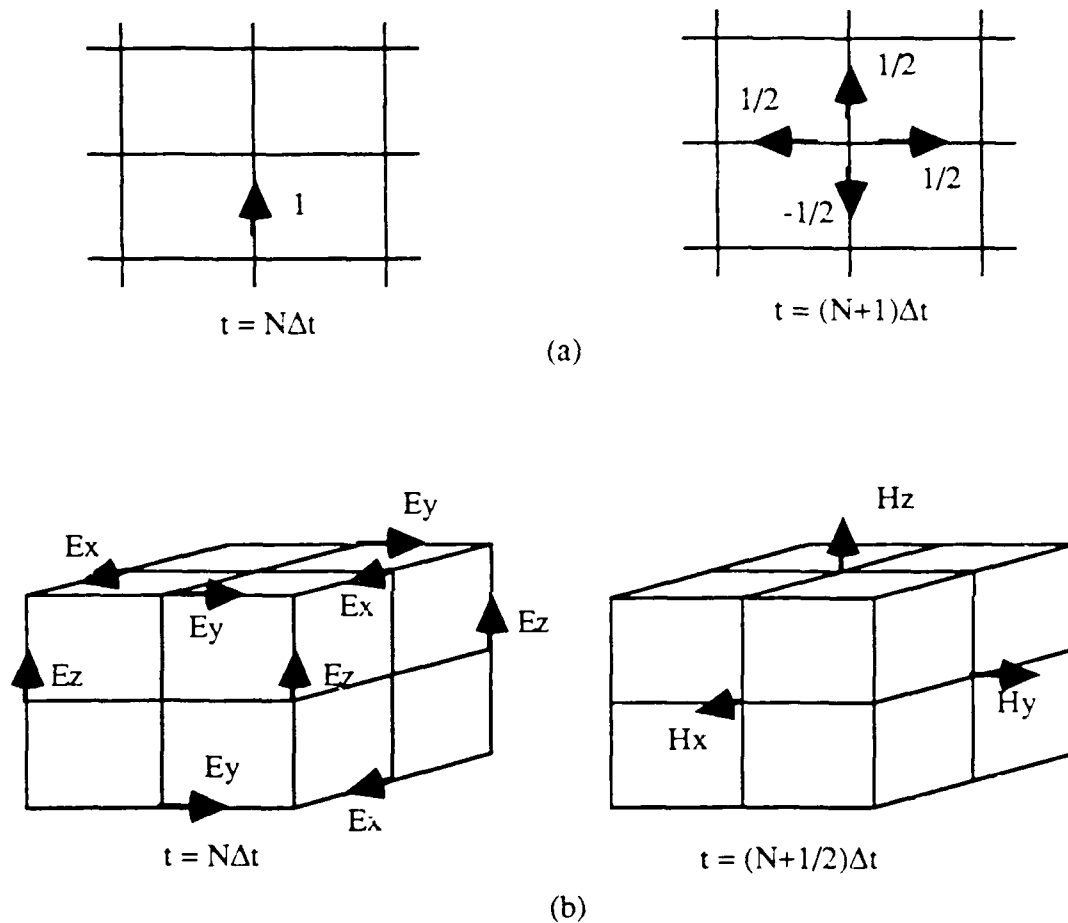 1/2
1/2
1
1/2
-1/2
t = NΔt
t = (N+1)Δt
(a)
Ey
Hz
Ex
Ey
Ex
Ez
Ez
Ez
Hx
Hy
Ey
Ex
t = NΔt
t = (N+1/2)Δt
(b)